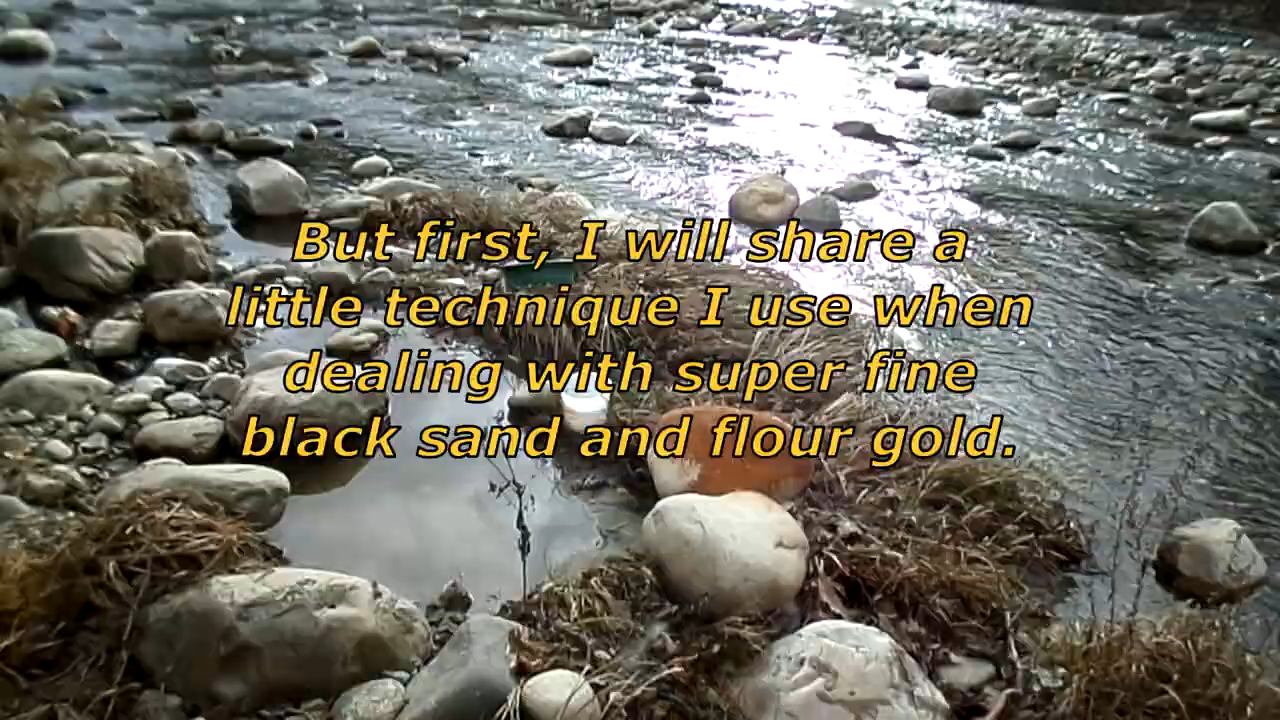 But first, I will share a
little technique I use when
dealing with super fine
black sand and flour gold.